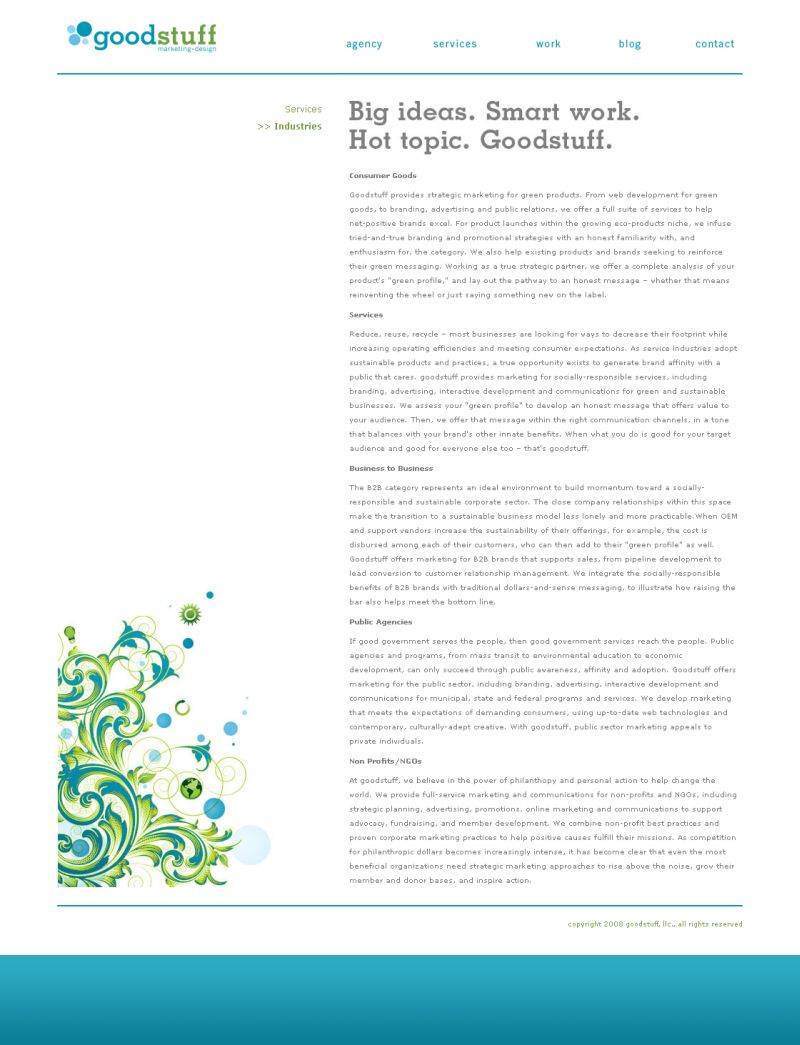 goodstuff
marketing-design
agency
services
work
blog
contact
Services
>> Industries
Big ideas. Smart work.
Hot topic. Goodstuff.
Consumer Goods
Goodstuff provides strategic marketing for green products. From web development for green
goods, to branding, advertising and public relations, we offer a full suite of services to help
net-positive brands excel. For product launches within the growing eco-products niche, we infuse
tried-and-true branding and promotional strategies with an honest familiarity with, and
enthusiasm for, the category. We also help existing products and brands seeking to reinforce
their green messaging. Working as a true strategic partner, we offer a complete analysis of your
product's "green profile," and lay out the pathway to an honest message – whether that means
reinventing the wheel or just saying something new on the label.
Services
Reduce, reuse, recycle – most businesses are looking for ways to decrease their footprint while
increasing operating efficiencies and meeting consumer expectations. As service industries adopt
sustainable products and practices, a true opportunity exists to generate brand affinity with a
public that cares. goodstuff provides marketing for socially-responsible services, including
branding, advertising, interactive development and communications for green and sustainable
businesses. We assess your "green profile" to develop an honest message that offers value to
your audience. Then, we offer that message within the right communication channels, in a tone
that balances with your brand's other innate benefits. When what you do is good for your target
audience and good for everyone else too – that's goodstuff.
Business to Business
The B2B category represents an ideal environment to build momentum toward a socially-
responsible and sustainable corporate sector. The close company relationships within this space
make the transition to a sustainable business model less lonely and more practicable.When OEM
and support vendors increase the sustainability of their offerings, for example, the cost is
disbursed among each of their customers, who can then add to their "green profile" as well.
Goodstuff offers marketing for B2B brands that supports sales, from pipeline development to
lead conversion to customer relationship management. We integrate the socially-responsible
benefits of B2B brands with traditional dollars-and-sense messaging, to illustrate how raising the
bar also helps meet the bottom line.
Public Agencies
If good government serves the people, then good government services reach the people. Public
agencies and programs, from mass transit to environmental education to economic
development, can only succeed through public awareness, affinity and adoption. Goodstuff offers
marketing for the public sector, including branding, advertising, interactive development and
communications for municipal, state and federal programs and services. We develop marketing
that meets the expectations of demanding consumers, using up-to-date web technologies and
contemporary, culturally-adept creative. With goodstuff, public sector marketing appeals to
private individuals.
Non Profits/NGOs
At goodstuff, we believe in the power of philanthopy and personal action to help change the
world. We provide full-service marketing and communications for non-profits and NGOs, including
strategic planning, advertising, promotions, online marketing and communications to support
advocacy, fundraising, and member development. We combine non-profit best practices and
proven corporate marketing practices to help positive causes fulfill their missions. As competition
for philanthropic dollars becomes increasingly intense, it has become clear that even the most
beneficial organizations need strategic marketing approaches to rise above the noise, grow their
member and donor bases, and inspire action.
copyright 2008 goodstuff, llc., all rights reserved